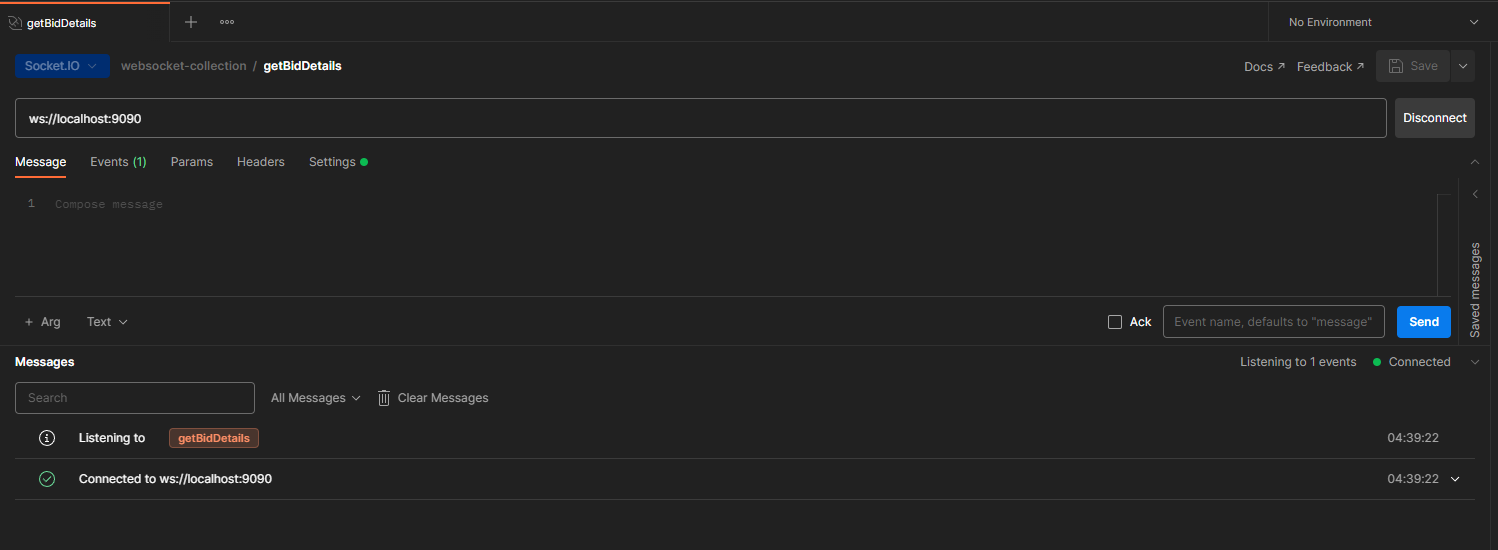 getBidDetails
No Environment
Socket.IO websocket-collection / getBidDetails
Docs Feedback Save
ws://localhost:9090 Disconnect
Message Events (1) Params Headers Settings
1 Compose message
Saved messages
+ Arg Text Ack Event name, defaults to "message" Send
Messages Listening to 1 events Connected
Search All Messages Clear Messages
Listening to getBidDetails 04:39:22
Connected to ws://localhost:9090 04:39:22